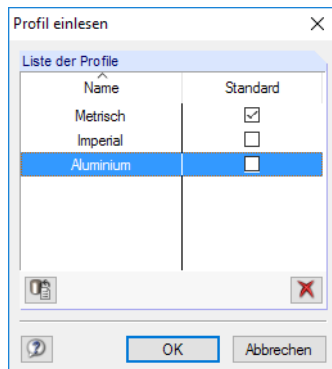 Profil einlesen
Liste der Profile
Name Standard
Metrisch
Imperial
Aluminium
OK Abbrechen